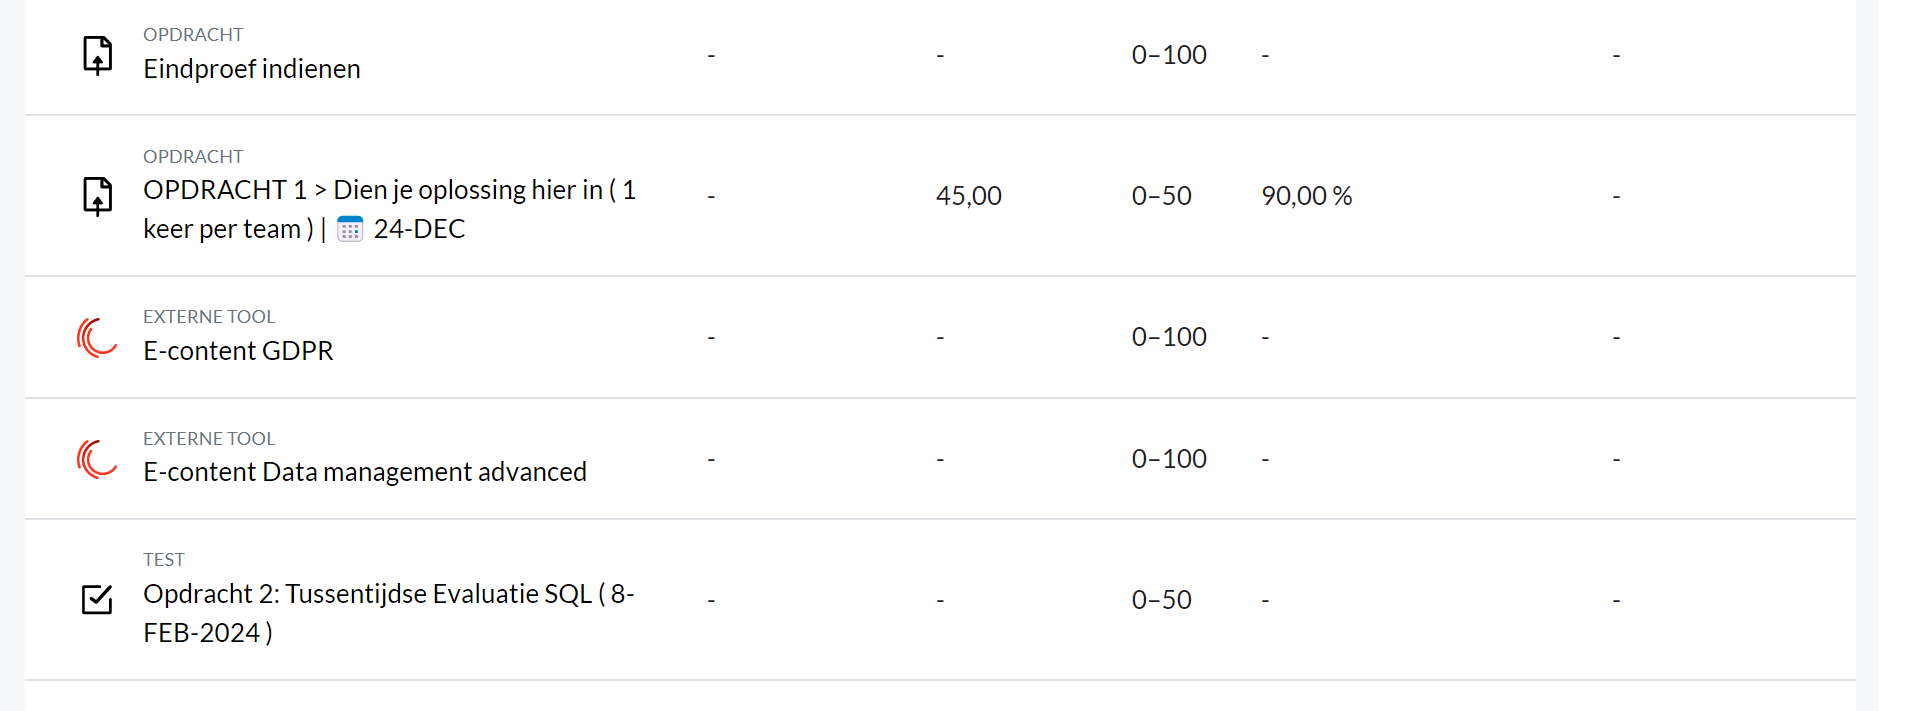 OPDRACHT
Eindproef indienen
- - 0–100 - -
OPDRACHT
OPDRACHT 1 > Dien je oplossing hier in ( 1
keer per team ) | 📅 24-DEC
- 45,00 0–50 90,00 % -
EXTERNE TOOL
E-content GDPR
- - 0–100 - -
EXTERNE TOOL
E-content Data management advanced
- - 0–100 - -
TEST
Opdracht 2: Tussentijdse Evaluatie SQL ( 8-
FEB-2024 )
- - 0–50 - -